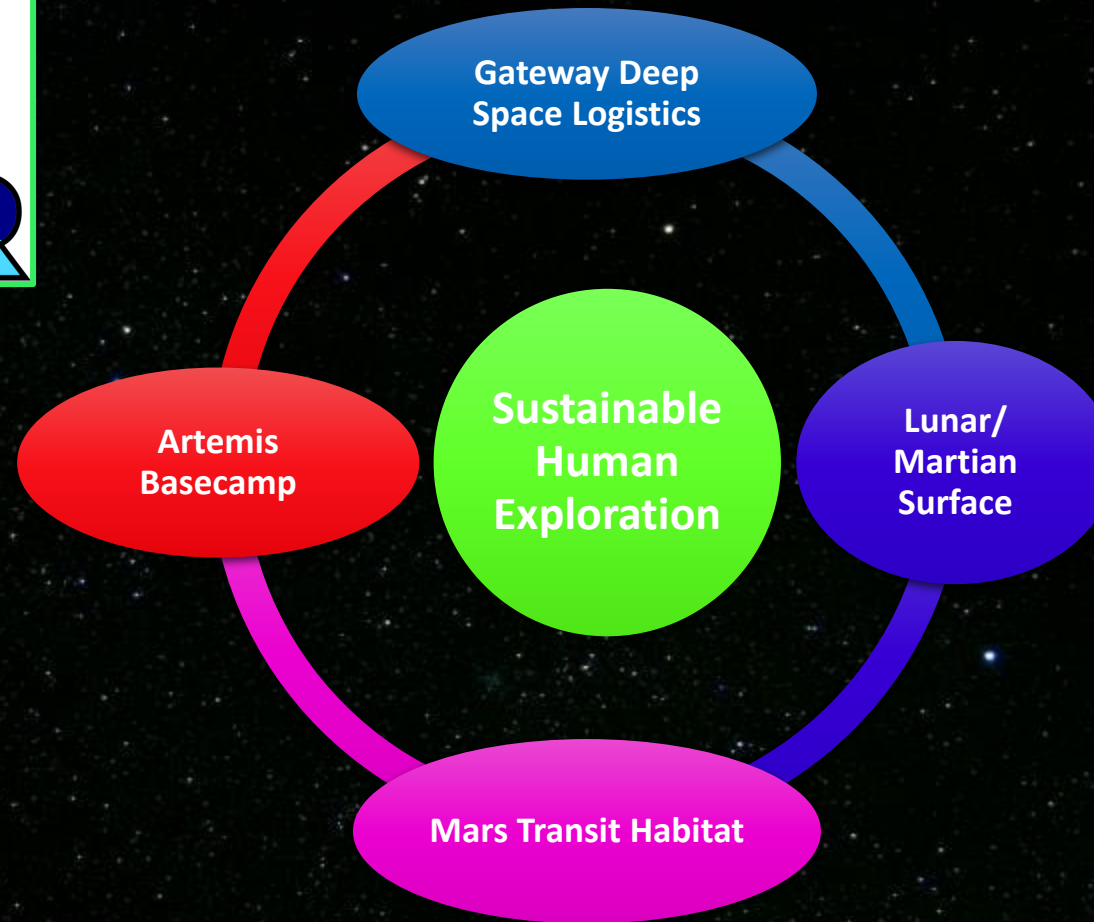 Gateway Deep
Space Logistics
Artemis
Basecamp
Sustainable
Human
Exploration
Lunar/
Martian
Surface
Mars Transit Habitat